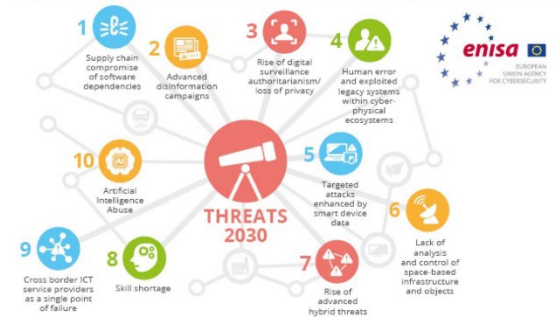 1
Supply chain
compromise
of software
dependencies
2
Advanced
disinformation
campaigns
3
Rise of digital
surveillance
authoritarianism/
loss of privacy
4
Human error
and exploited
legacy systems
within cyber-
physical
ecosystems
enisa
EUROPEAN
UNION AGENCY
FOR CYBERSECURITY
10
AI
Artificial
Intelligence
Abuse
THREATS
2030
5
Targeted
attacks
enhanced by
smart device
data
6
Lack of
analysis
and control of
space-based
infrastructure
and objects
9
Cross border ICT
service providers
as a single point
of failure
8
Skill shortage
7
Rise of
advanced
hybrid threats